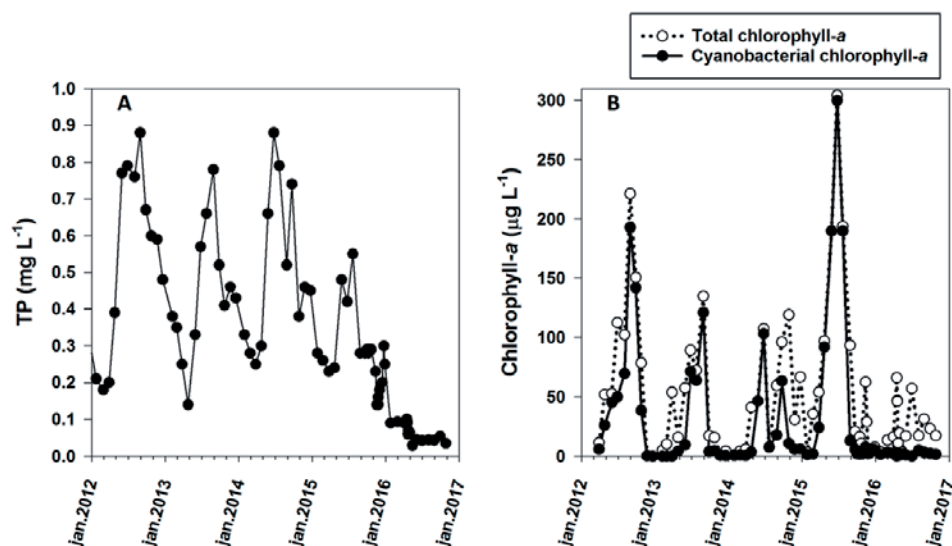 Total chlorophyll-a
Cyanobacterial chlorophyll-a
A
1.0
0.9
0.8
0.7
0.6
0.5
0.4
0.3
0.2
0.1
0.0
TP (mg L⁻¹)
jan.2012
jan.2013
jan.2014
jan.2015
jan.2016
jan.2017
B
300
250
200
150
100
50
0
Chlorophyll-a (µg L⁻¹)
jan.2012
jan.2013
jan.2014
jan.2015
jan.2016
jan.2017